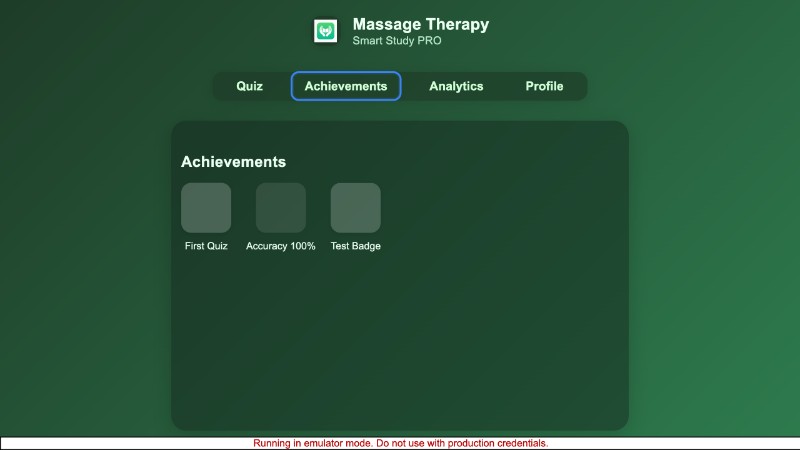 Massage Therapy
Smart Study PRO
Quiz Achievements Analytics Profile
Achievements
First Quiz Accuracy 100% Test Badge
Running in emulator mode. Do not use with production credentials.